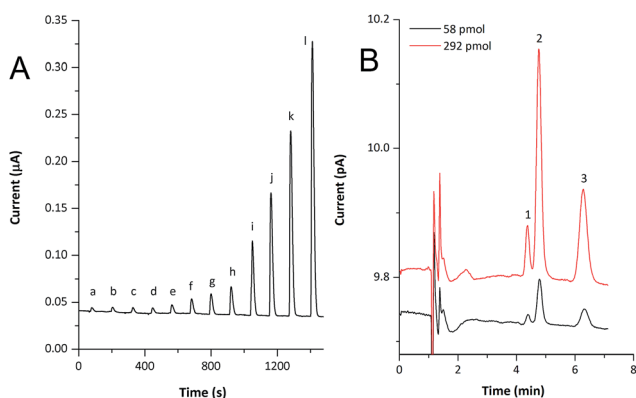 A
Current (µA)
0.35
0.30
0.25
0.20
0.15
0.10
0.05
0.00
a b c d e f g h i j k l
0 400 800 1200
Time (s)
B
58 pmol
292 pmol
Current (pA)
10.2
10.0
9.8
1 2 3
0 2 4 6 8
Time (min)